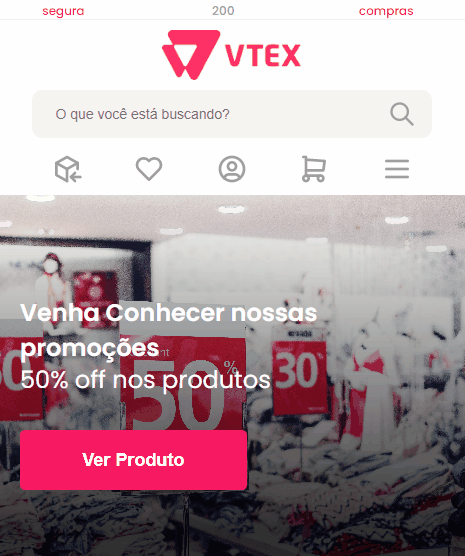 segura 200 compras
VTEX
O que você está buscando?
Venha Conhecer nossas
promoções
50% off nos produtos
50%
30
Ver Produto